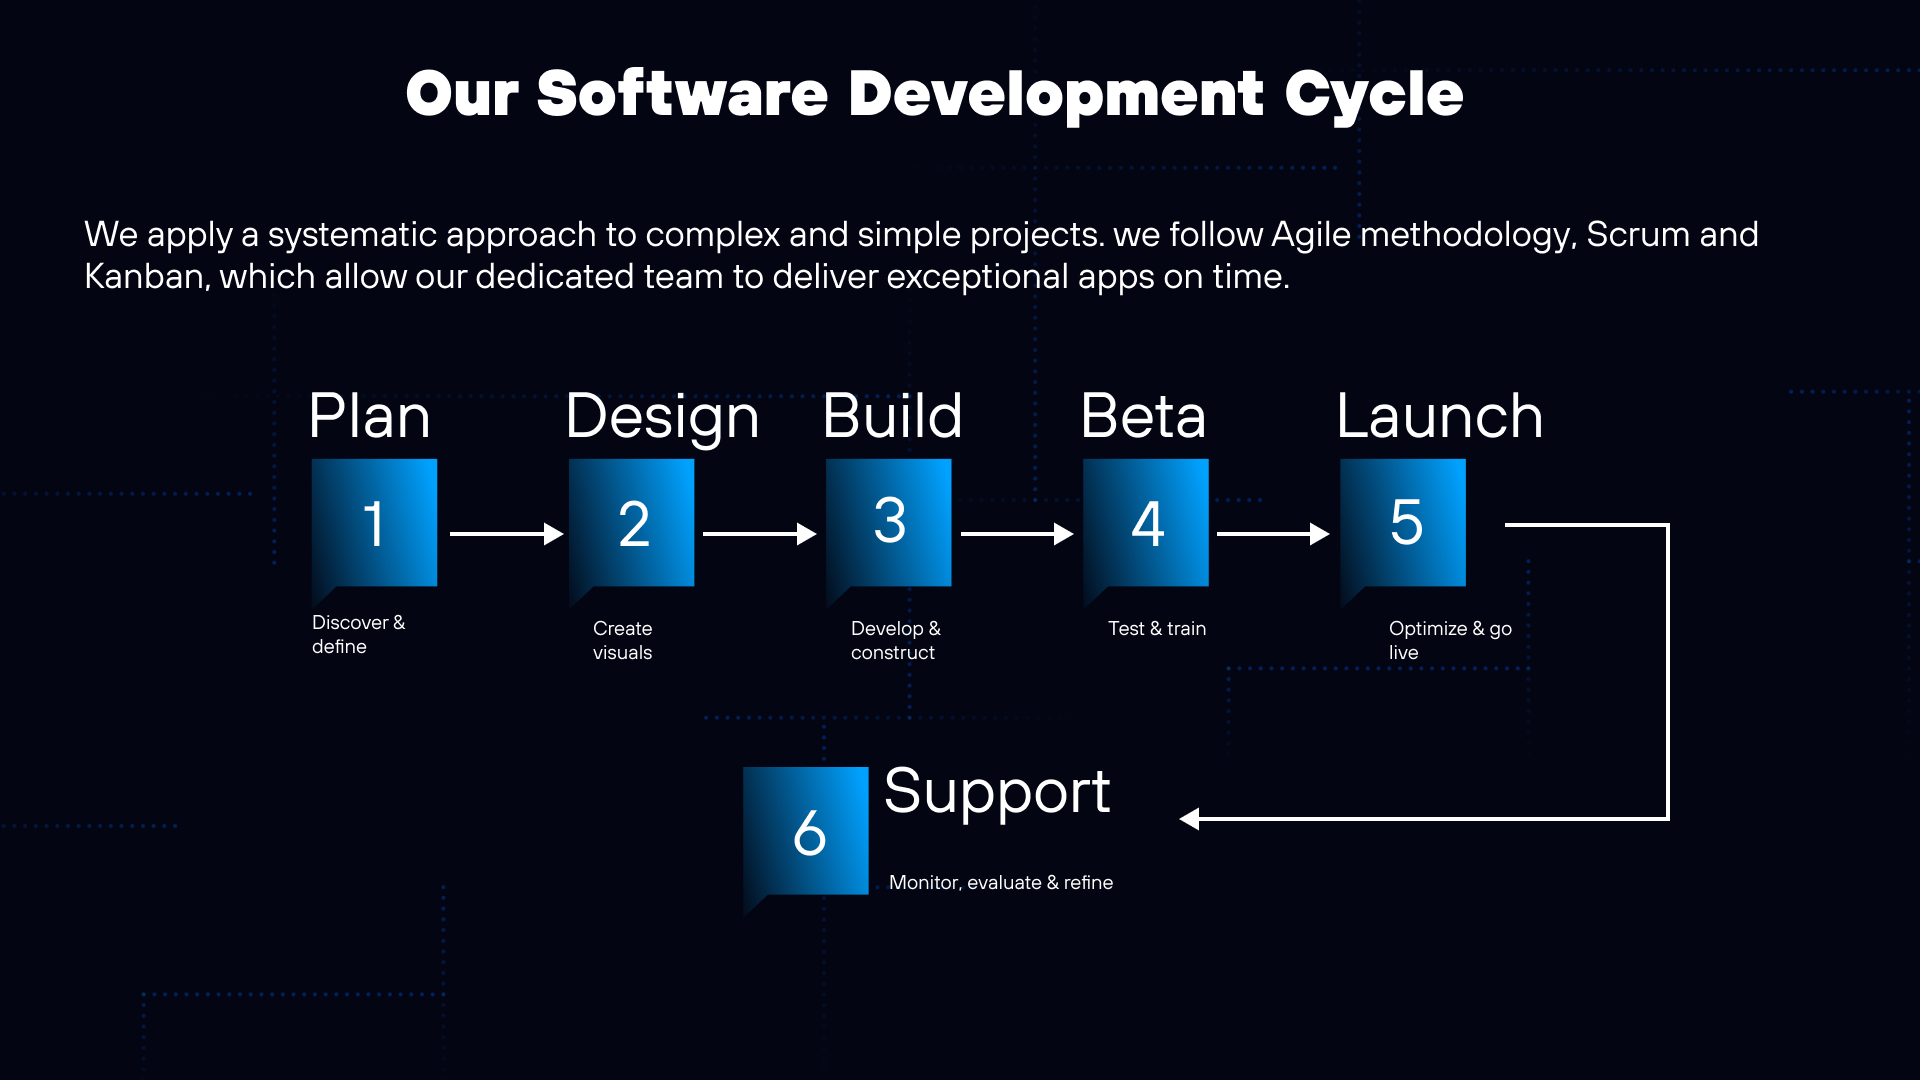 Our Software Development Cycle
We apply a systematic approach to complex and simple projects. we follow Agile methodology, Scrum and
Kanban, which allow our dedicated team to deliver exceptional apps on time.
Plan
Design
Build
Beta
Launch
1
2
3
4
5
Discover &
define
Create
visuals
Develop &
construct
Test & train
Optimize & go
live
6
Support
Monitor, evaluate & refine